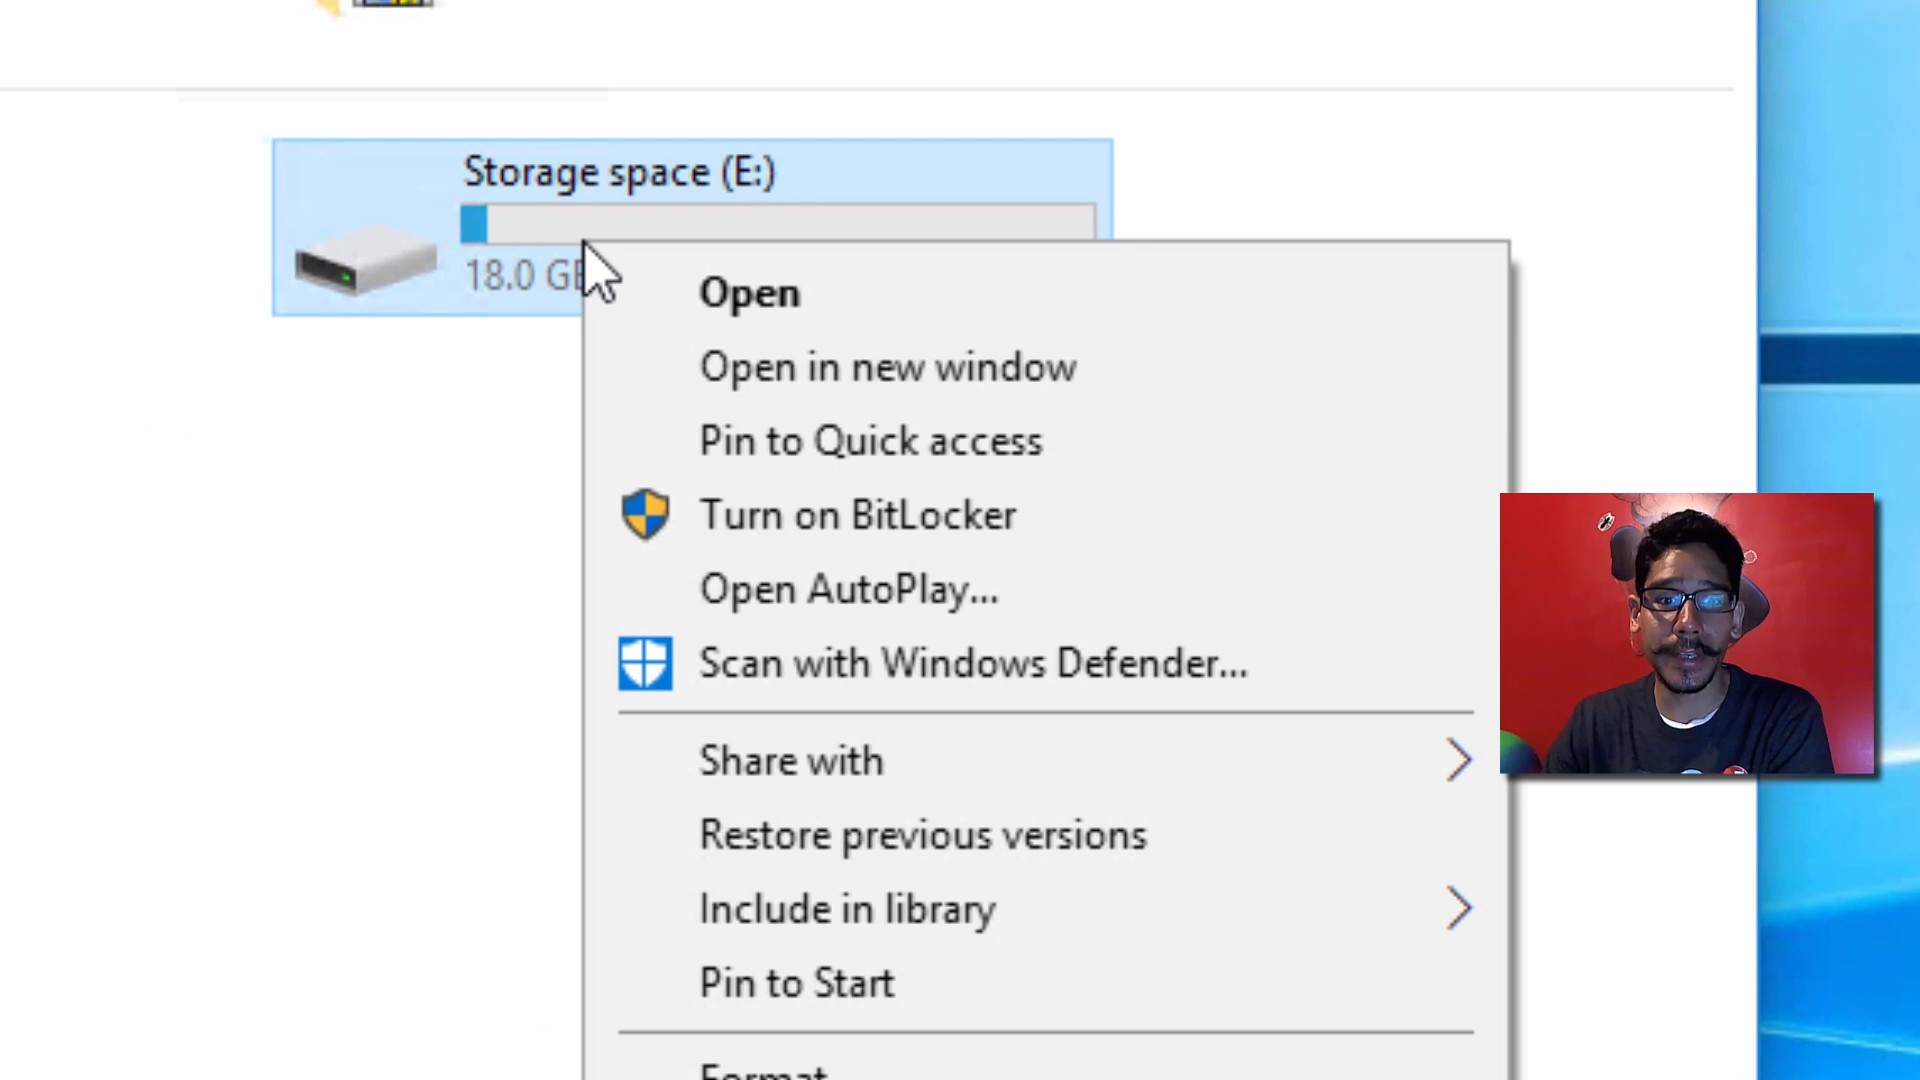 Storage space (E:)
18.0 GB
Open
Open in new window
Pin to Quick access
Turn on BitLocker
Open AutoPlay...
Scan with Windows Defender...
Share with
Restore previous versions
Include in library
Pin to Start
Format